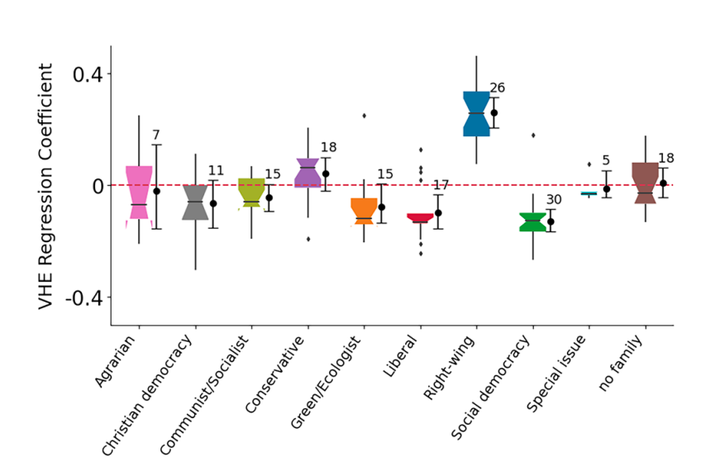 VHE Regression Coefficient
0.4
0
-0.4
7
11
15
18
15
17
26
30
5
18
Agrarian
Christian democracy
Communist/Socialist
Conservative
Green/Ecologist
Liberal
Right-wing
Social democracy
Special issue
no family